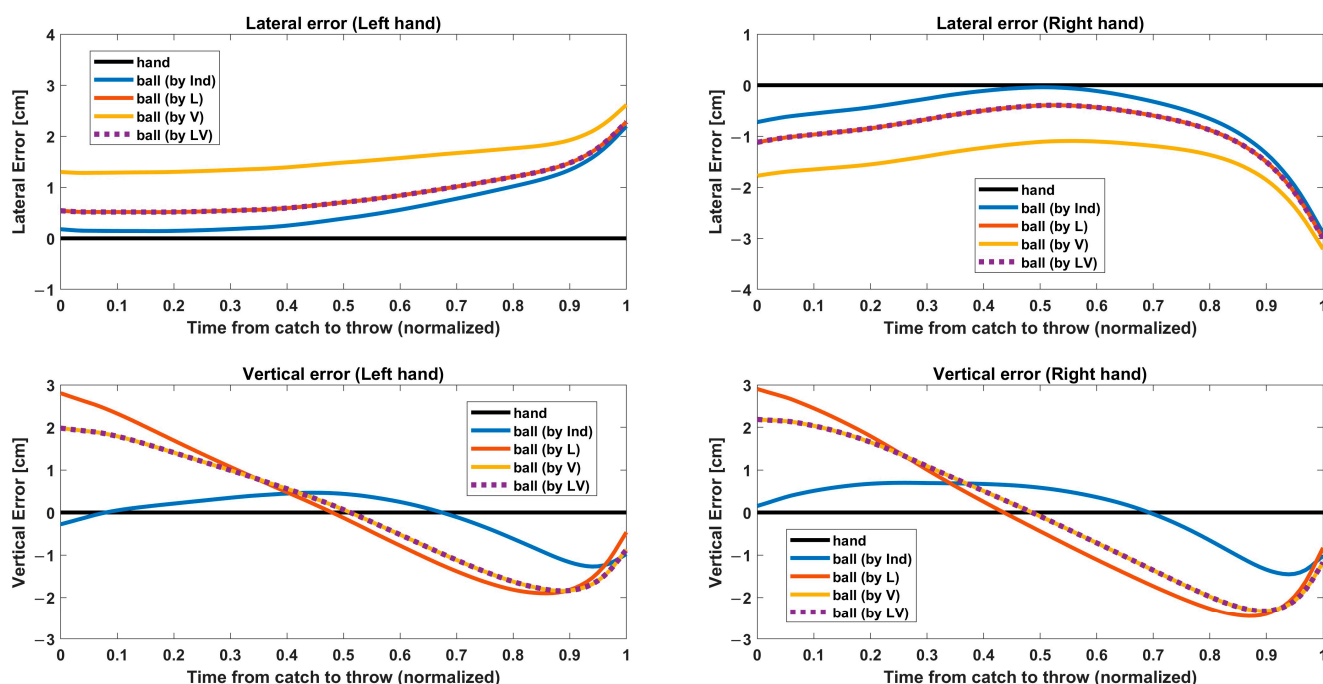 Lateral error (Left hand)
Lateral Error [cm]
4
3
2
1
0
−1
hand
ball (by Ind)
ball (by L)
ball (by V)
ball (by LV)
0 0.1 0.2 0.3 0.4 0.5 0.6 0.7 0.8 0.9 1
Time from catch to throw (normalized)
Lateral error (Right hand)
Lateral Error [cm]
1
0
−1
−2
−3
−4
hand
ball (by Ind)
ball (by L)
ball (by V)
ball (by LV)
0 0.1 0.2 0.3 0.4 0.5 0.6 0.7 0.8 0.9 1
Time from catch to throw (normalized)
Vertical error (Left hand)
Vertical Error [cm]
3
2
1
0
−1
−2
−3
hand
ball (by Ind)
ball (by L)
ball (by V)
ball (by LV)
0 0.1 0.2 0.3 0.4 0.5 0.6 0.7 0.8 0.9 1
Time from catch to throw (normalized)
Vertical error (Right hand)
Vertical Error [cm]
3
2
1
0
−1
−2
−3
hand
ball (by Ind)
ball (by L)
ball (by V)
ball (by LV)
0 0.1 0.2 0.3 0.4 0.5 0.6 0.7 0.8 0.9 1
Time from catch to throw (normalized)